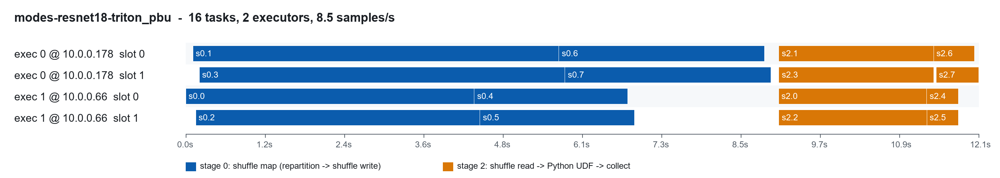 modes-resnet18-triton_pbu - 16 tasks, 2 executors, 8.5 samples/s
exec 0 @ 10.0.0.178 slot 0 s0.1 s0.6 s2.1 s2.6
exec 0 @ 10.0.0.178 slot 1 s0.3 s0.7 s2.3 s2.7
exec 1 @ 10.0.0.66 slot 0 s0.0 s0.4 s2.0 s2.4
exec 1 @ 10.0.0.66 slot 1 s0.2 s0.5 s2.2 s2.5
0.0s 1.2s 2.4s 3.6s 4.8s 6.1s 7.3s 8.5s 9.7s 10.9s 12.1s
stage 0: shuffle map (repartition -> shuffle write) stage 2: shuffle read -> Python UDF -> collect